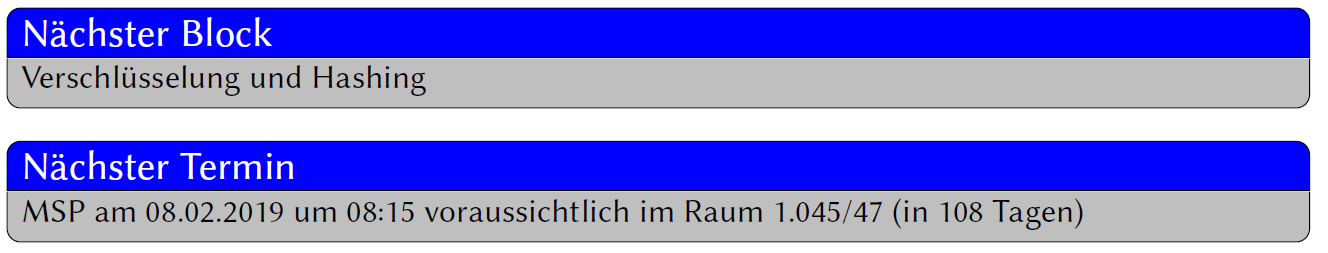 Nächster Block
Verschlüsselung und Hashing
Nächster Termin
MSP am 08.02.2019 um 08:15 voraussichtlich im Raum 1.045/47 (in 108 Tagen)